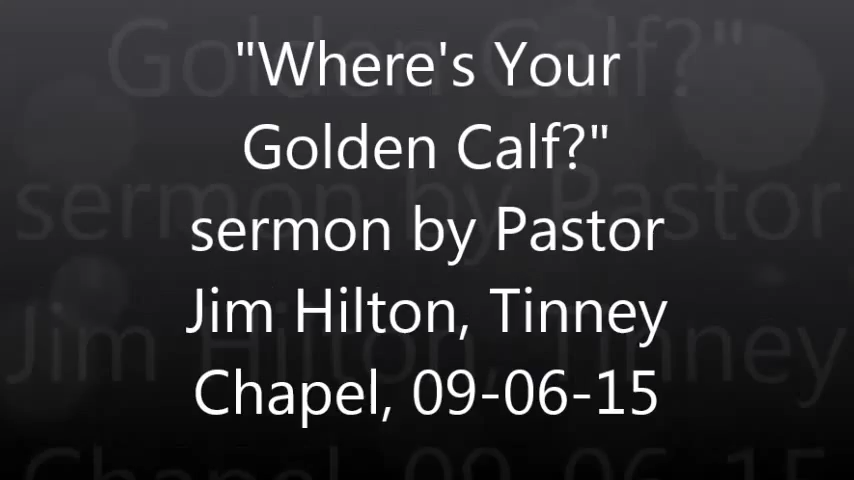 "Where's Your
Golden Calf?"
sermon by Pastor
Jim Hilton, Tinney
Chapel, 09-06-15